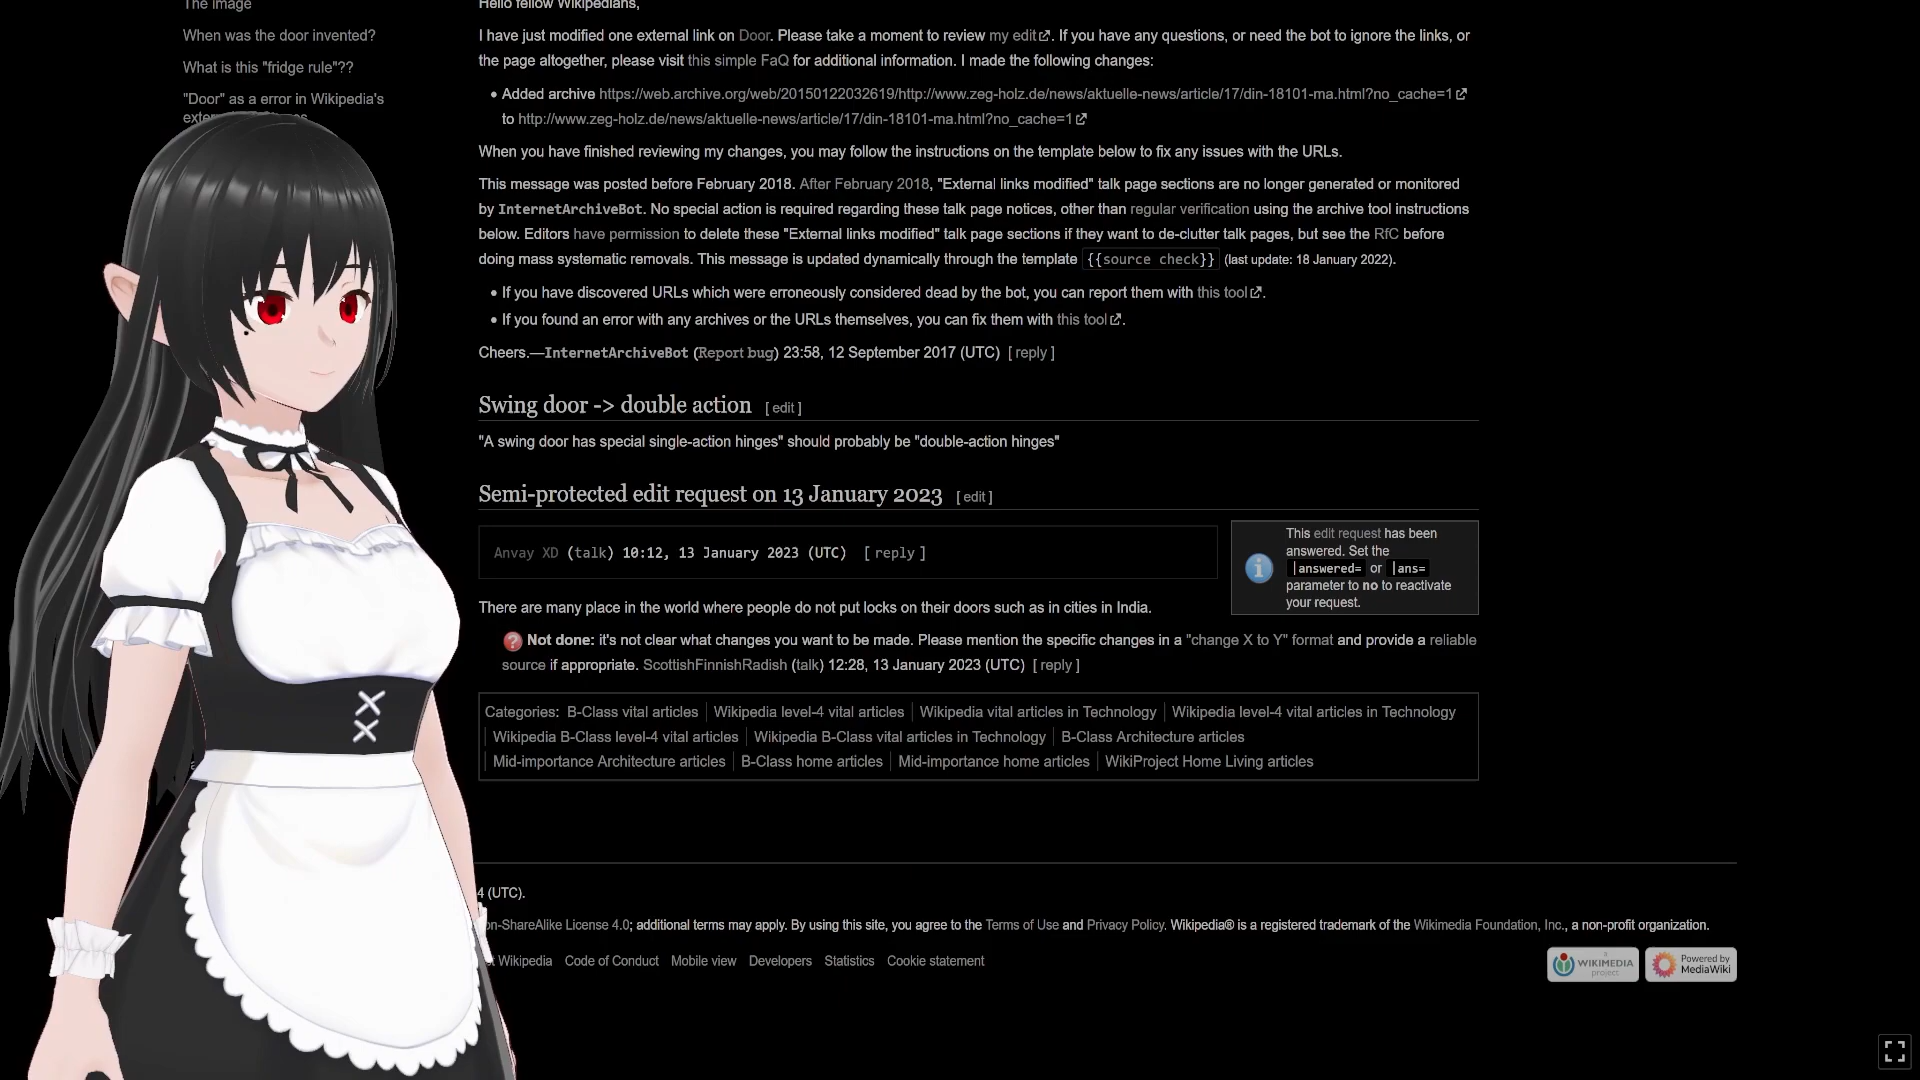 The image
When was the door invented?
What is this "fridge rule"??
"Door" as a error in Wikipedia's
Hello fellow Wikipedians,
I have just modified one external link on Door. Please take a moment to review my edit. If you have any questions, or need the bot to ignore the links, or
the page altogether, please visit this simple FaQ for additional information. I made the following changes:
• Added archive https://web.archive.org/web/20150122032619/http://www.zeg-holz.de/news/aktuelle-news/article/17/din-18101-ma.html?no_cache=1
to http://www.zeg-holz.de/news/aktuelle-news/article/17/din-18101-ma.html?no_cache=1
When you have finished reviewing my changes, you may follow the instructions on the template below to fix any issues with the URLs.
This message was posted before February 2018. After February 2018, "External links modified" talk page sections are no longer generated or monitored
by InternetArchiveBot. No special action is required regarding these talk page notices, other than regular verification using the archive tool instructions
below. Editors have permission to delete these "External links modified" talk page sections if they want to de-clutter talk pages, but see the RfC before
doing mass systematic removals. This message is updated dynamically through the template {{source check}} (last update: 18 January 2022).
• If you have discovered URLs which were erroneously considered dead by the bot, you can report them with this tool.
• If you found an error with any archives or the URLs themselves, you can fix them with this tool.
Cheers.—InternetArchiveBot (Report bug) 23:58, 12 September 2017 (UTC) [ reply ]
Swing door -> double action [ edit ]
"A swing door has special single-action hinges" should probably be "double-action hinges"
Semi-protected edit request on 13 January 2023 [ edit ]
This edit request has been
answered. Set the
|answered= or |ans=
parameter to no to reactivate
your request.
Anvay XD (talk) 10:12, 13 January 2023 (UTC) [ reply ]
There are many place in the world where people do not put locks on their doors such as in cities in India.
Not done: it's not clear what changes you want to be made. Please mention the specific changes in a "change X to Y" format and provide a reliable
source if appropriate. ScottishFinnishRadish (talk) 12:28, 13 January 2023 (UTC) [ reply ]
Categories: B-Class vital articles | Wikipedia level-4 vital articles | Wikipedia vital articles in Technology | Wikipedia level-4 vital articles in Technology
| Wikipedia B-Class level-4 vital articles | Wikipedia B-Class vital articles in Technology | B-Class Architecture articles
| Mid-importance Architecture articles | B-Class home articles | Mid-importance home articles | WikiProject Home Living articles
4 (UTC).
on-ShareAlike License 4.0; additional terms may apply. By using this site, you agree to the Terms of Use and Privacy Policy. Wikipedia® is a registered trademark of the Wikimedia Foundation, Inc., a non-profit organization.
t Wikipedia Code of Conduct Mobile view Developers Statistics Cookie statement
A WIKIMEDIA project
Powered by MediaWiki